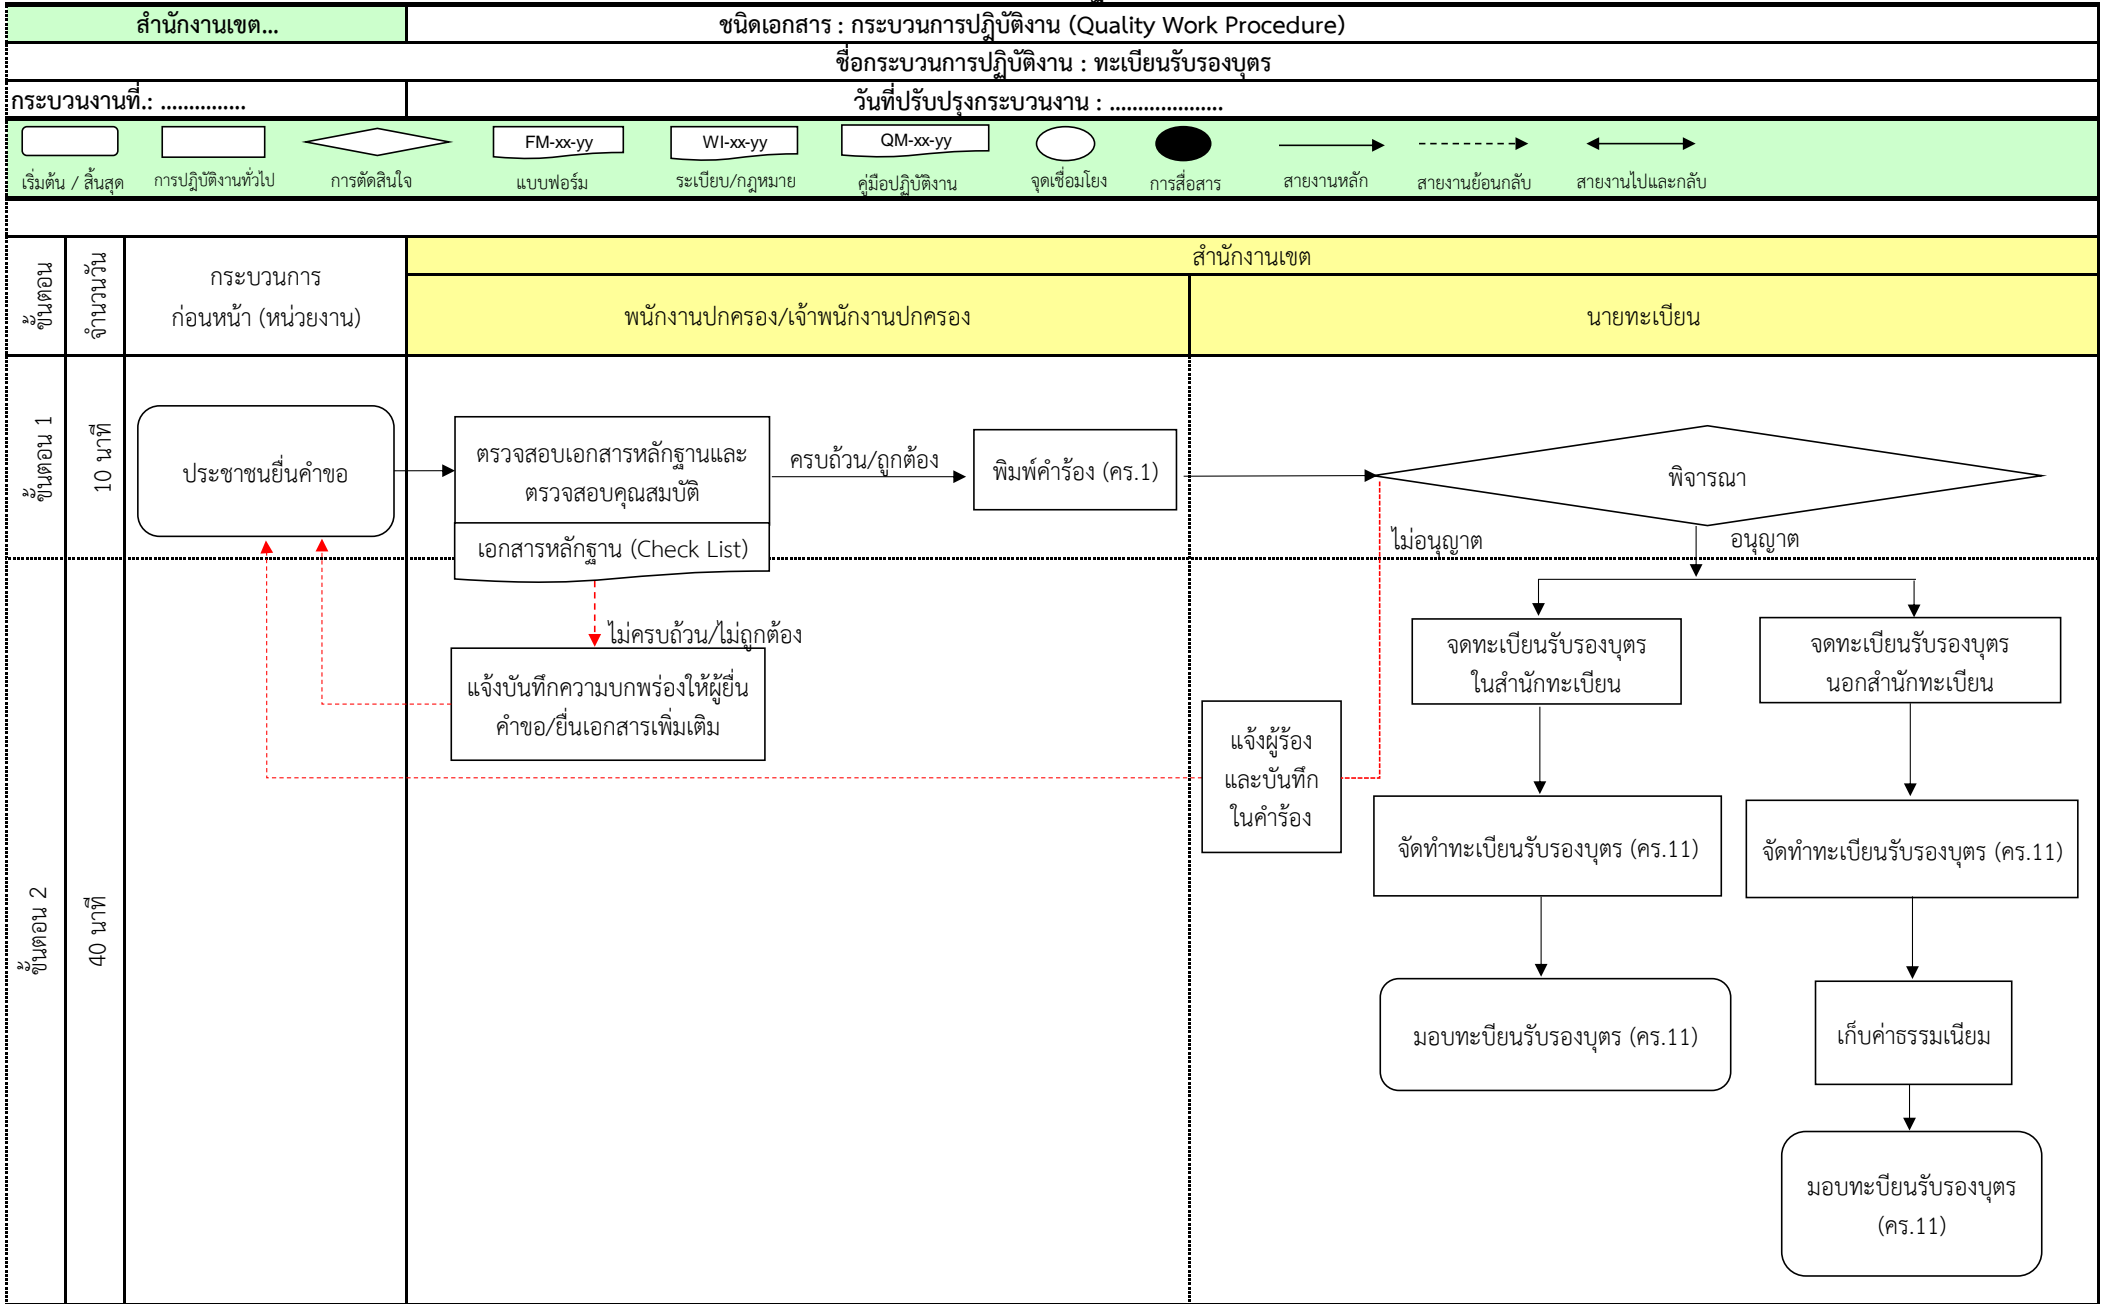 สำนักงานเขต...
ชนิดเอกสาร : กระบวนการปฏิบัติงาน (Quality Work Procedure)
ชื่อกระบวนการปฏิบัติงาน : ทะเบียนรับรองบุตร
กระบวนงานที่.: ...............
วันที่ปรับปรุงกระบวนงาน : ....................
FM-xx-yy
WI-xx-yy
QM-xx-yy
เริ่มต้น / สิ้นสุด
การปฏิบัติงานทั่วไป
การตัดสินใจ
แบบฟอร์ม
ระเบียบ/กฎหมาย
คู่มือปฏิบัติงาน
จุดเชื่อมโยง
การสื่อสาร
สายงานหลัก
สายงานย้อนกลับ
สายงานไปและกลับ
ขั้นตอน
จำนวนวัน
กระบวนการ
ก่อนหน้า (หน่วยงาน)
สำนักงานเขต
พนักงานปกครอง/เจ้าพนักงานปกครอง
นายทะเบียน
ขั้นตอน 1
10 นาที
ประชาชนยื่นคำขอ
ตรวจสอบเอกสารหลักฐานและ
ตรวจสอบคุณสมบัติ
เอกสารหลักฐาน (Check List)
ครบถ้วน/ถูกต้อง
พิมพ์คำร้อง (คร.1)
พิจารณา
ไม่อนุญาต
อนุญาต
ขั้นตอน 2
40 นาที
ไม่ครบถ้วน/ไม่ถูกต้อง
แจ้งบันทึกความบกพร่องให้ผู้ยื่น
คำขอ/ยื่นเอกสารเพิ่มเติม
แจ้งผู้ร้อง
และบันทึก
ในคำร้อง
จดทะเบียนรับรองบุตร
ในสำนักทะเบียน
จดทะเบียนรับรองบุตร
นอกสำนักทะเบียน
จัดทำทะเบียนรับรองบุตร (คร.11)
จัดทำทะเบียนรับรองบุตร (คร.11)
มอบทะบียนรับรองบุตร (คร.11)
เก็บค่าธรรมเนียม
มอบทะบียนรับรองบุตร
(คร.11)